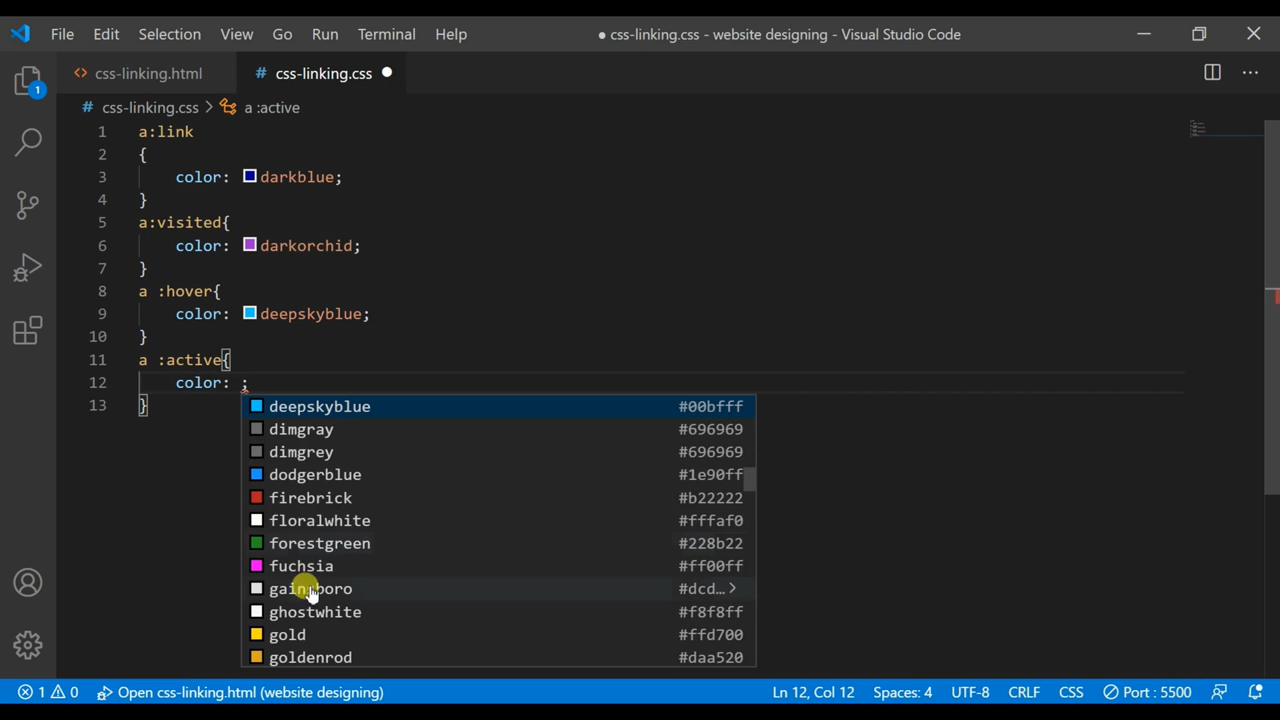 File Edit Selection View Go Run Terminal Help ● css-linking.css - website designing - Visual Studio Code
<> css-linking.html # css-linking.css ●
# css-linking.css > a :active
1 a:link
2 {
3 color: darkblue;
4 }
5 a:visited{
6 color: darkorchid;
7 }
8 a :hover{
9 color: deepskyblue;
10 }
11 a :active{
12 color: ;
13 }
deepskyblue #00bfff
dimgray #696969
dimgrey #696969
dodgerblue #1e90ff
firebrick #b22222
floralwhite #fffaf0
forestgreen #228b22
fuchsia #ff00ff
gainsboro #dcd… >
ghostwhite #f8f8ff
gold #ffd700
goldenrod #daa520
1
1 0 Open css-linking.html (website designing) Ln 12, Col 12 Spaces: 4 UTF-8 CRLF CSS Port : 5500